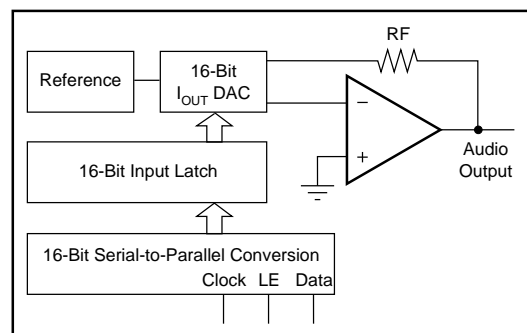 RF
Reference
16-Bit
I_OUT DAC
−
+
Audio
Output
16-Bit Input Latch
16-Bit Serial-to-Parallel Conversion
Clock LE Data